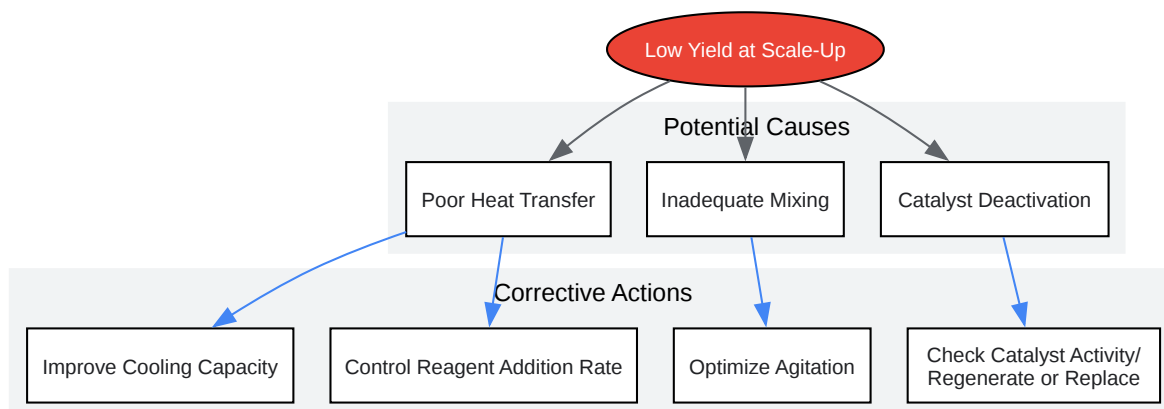 Low Yield at Scale-Up
Potential Causes
Poor Heat Transfer
Inadequate Mixing
Catalyst Deactivation
Corrective Actions
Improve Cooling Capacity
Control Reagent Addition Rate
Optimize Agitation
Check Catalyst Activity/
Regenerate or Replace